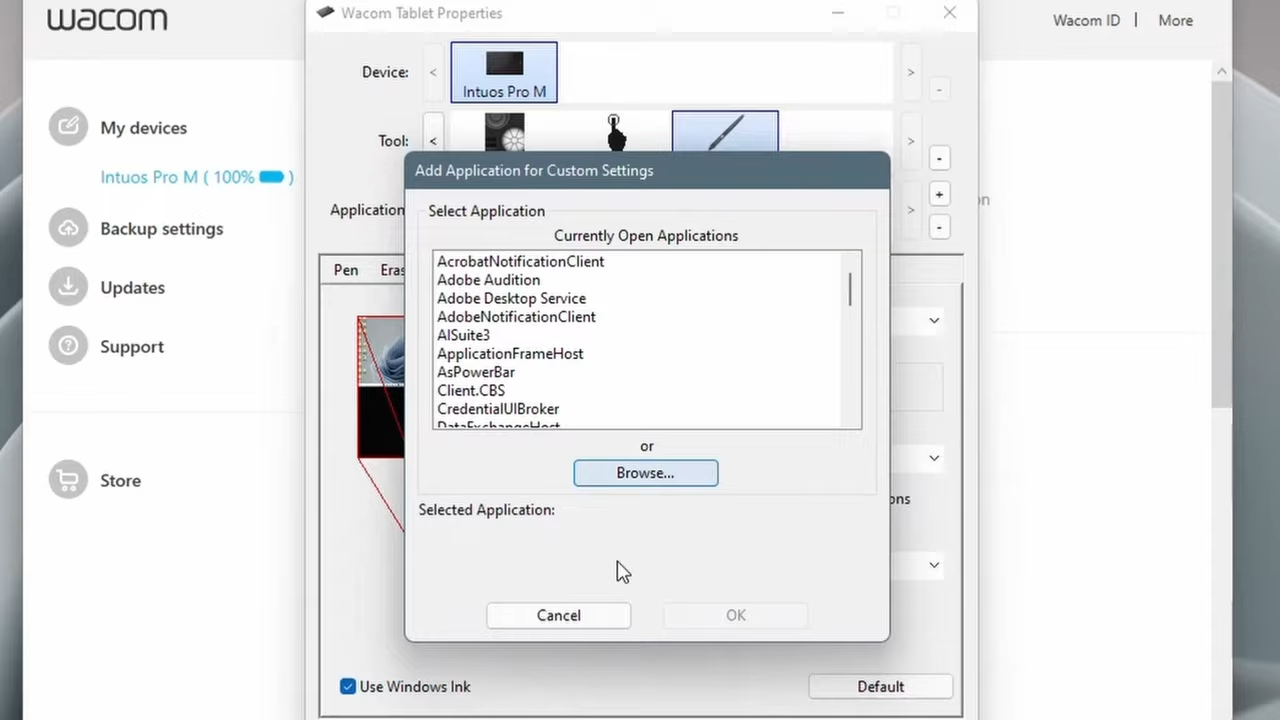 wacom
Wacom Tablet Properties
Wacom ID | More
Device:
Intuos Pro M
My devices
Tool:
Intuos Pro M ( 100% )
Add Application for Custom Settings
Application
Select Application
Backup settings
Currently Open Applications
Pen
AcrobatNotificationClient
Adobe Audition
Updates
Adobe Desktop Service
AdobeNotificationClient
AISuite3
Support
ApplicationFrameHost
AsPowerBar
Client.CBS
CredentialUIBroker
DataExchangeHost
or
Browse...
Store
Selected Application:
Cancel
OK
Use Windows Ink
Default